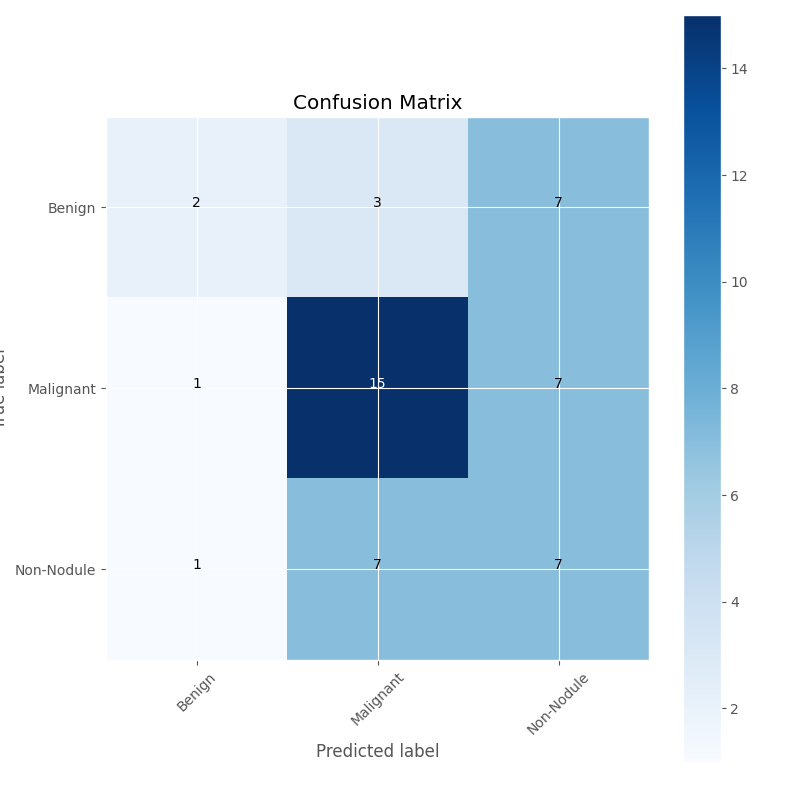 Confusion Matrix
Benign 2 3 7
Malignant 1 15 7
Non-Nodule 1 7 7
Benign Malignant Non-Nodule
Predicted label
14
12
10
8
6
4
2